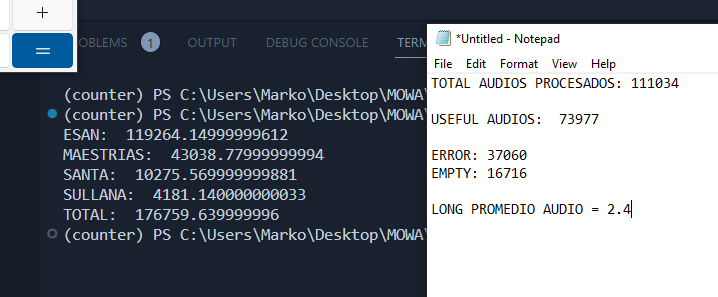 +
=
OBLEMS 1 OUTPUT DEBUG CONSOLE TERM
(counter) PS C:\Users\Marko\Desktop\MOWA\
(counter) PS C:\Users\Marko\Desktop\MOWA\
ESAN:  119264.14999999612
MAESTRIAS:  43038.77999999994
SANTA:  10275.569999999881
SULLANA:  4181.140000000033
TOTAL:  176759.639999996
(counter) PS C:\Users\Marko\Desktop\MOWA\
*Untitled - Notepad
File Edit Format View Help
TOTAL AUDIOS PROCESADOS: 111034
USEFUL AUDIOS:  73977
ERROR: 37060
EMPTY: 16716
LONG PROMEDIO AUDIO = 2.4